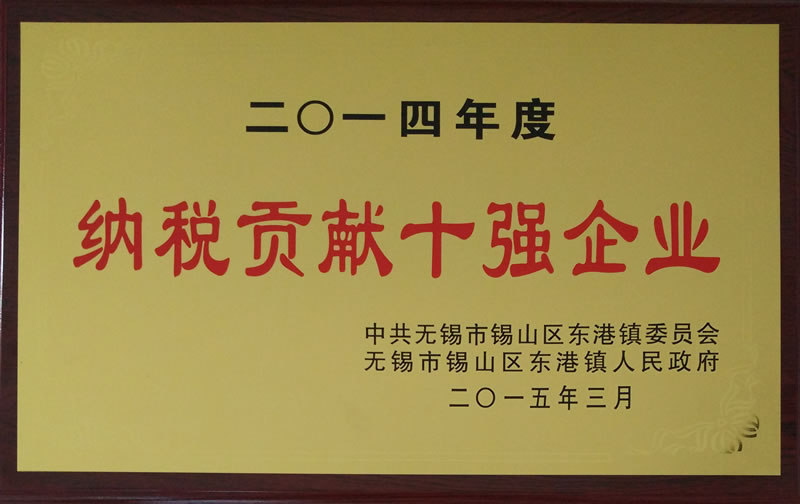 二〇一四年度
纳税贡献十强企业
中共无锡市锡山区东港镇委员会
无锡市锡山区东港镇人民政府
二〇一五年三月